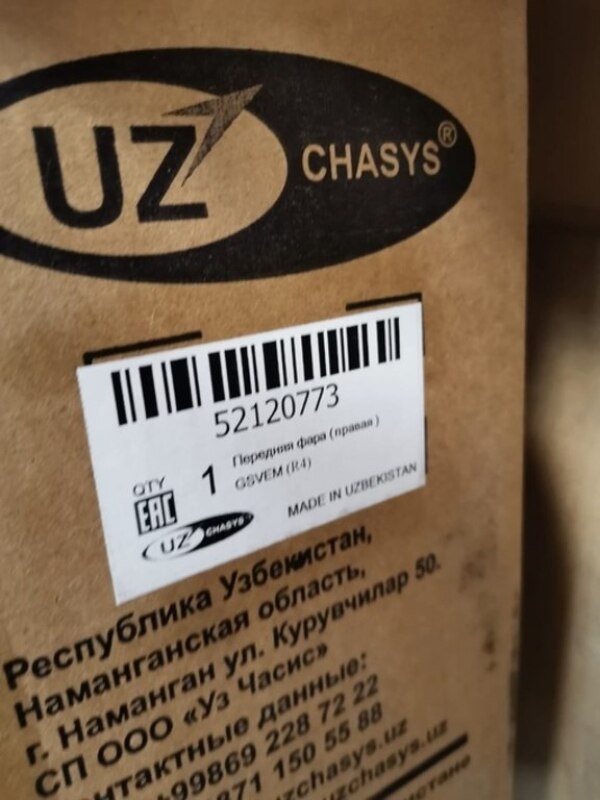 UZ CHASYS®
52120773
Передняя фара (правая)
QTY 1 GSVEM (R4)
EAC
UZ CHASYS MADE IN UZBEKISTAN
Республика Узбекистан,
Наманганская область,
г. Наманган ул. Курувчилар 50.
СП ООО «Уз Часис»
данные:
99869 228 72 22
871 150 55 88
uzchasys.uz
uzchasys.uz